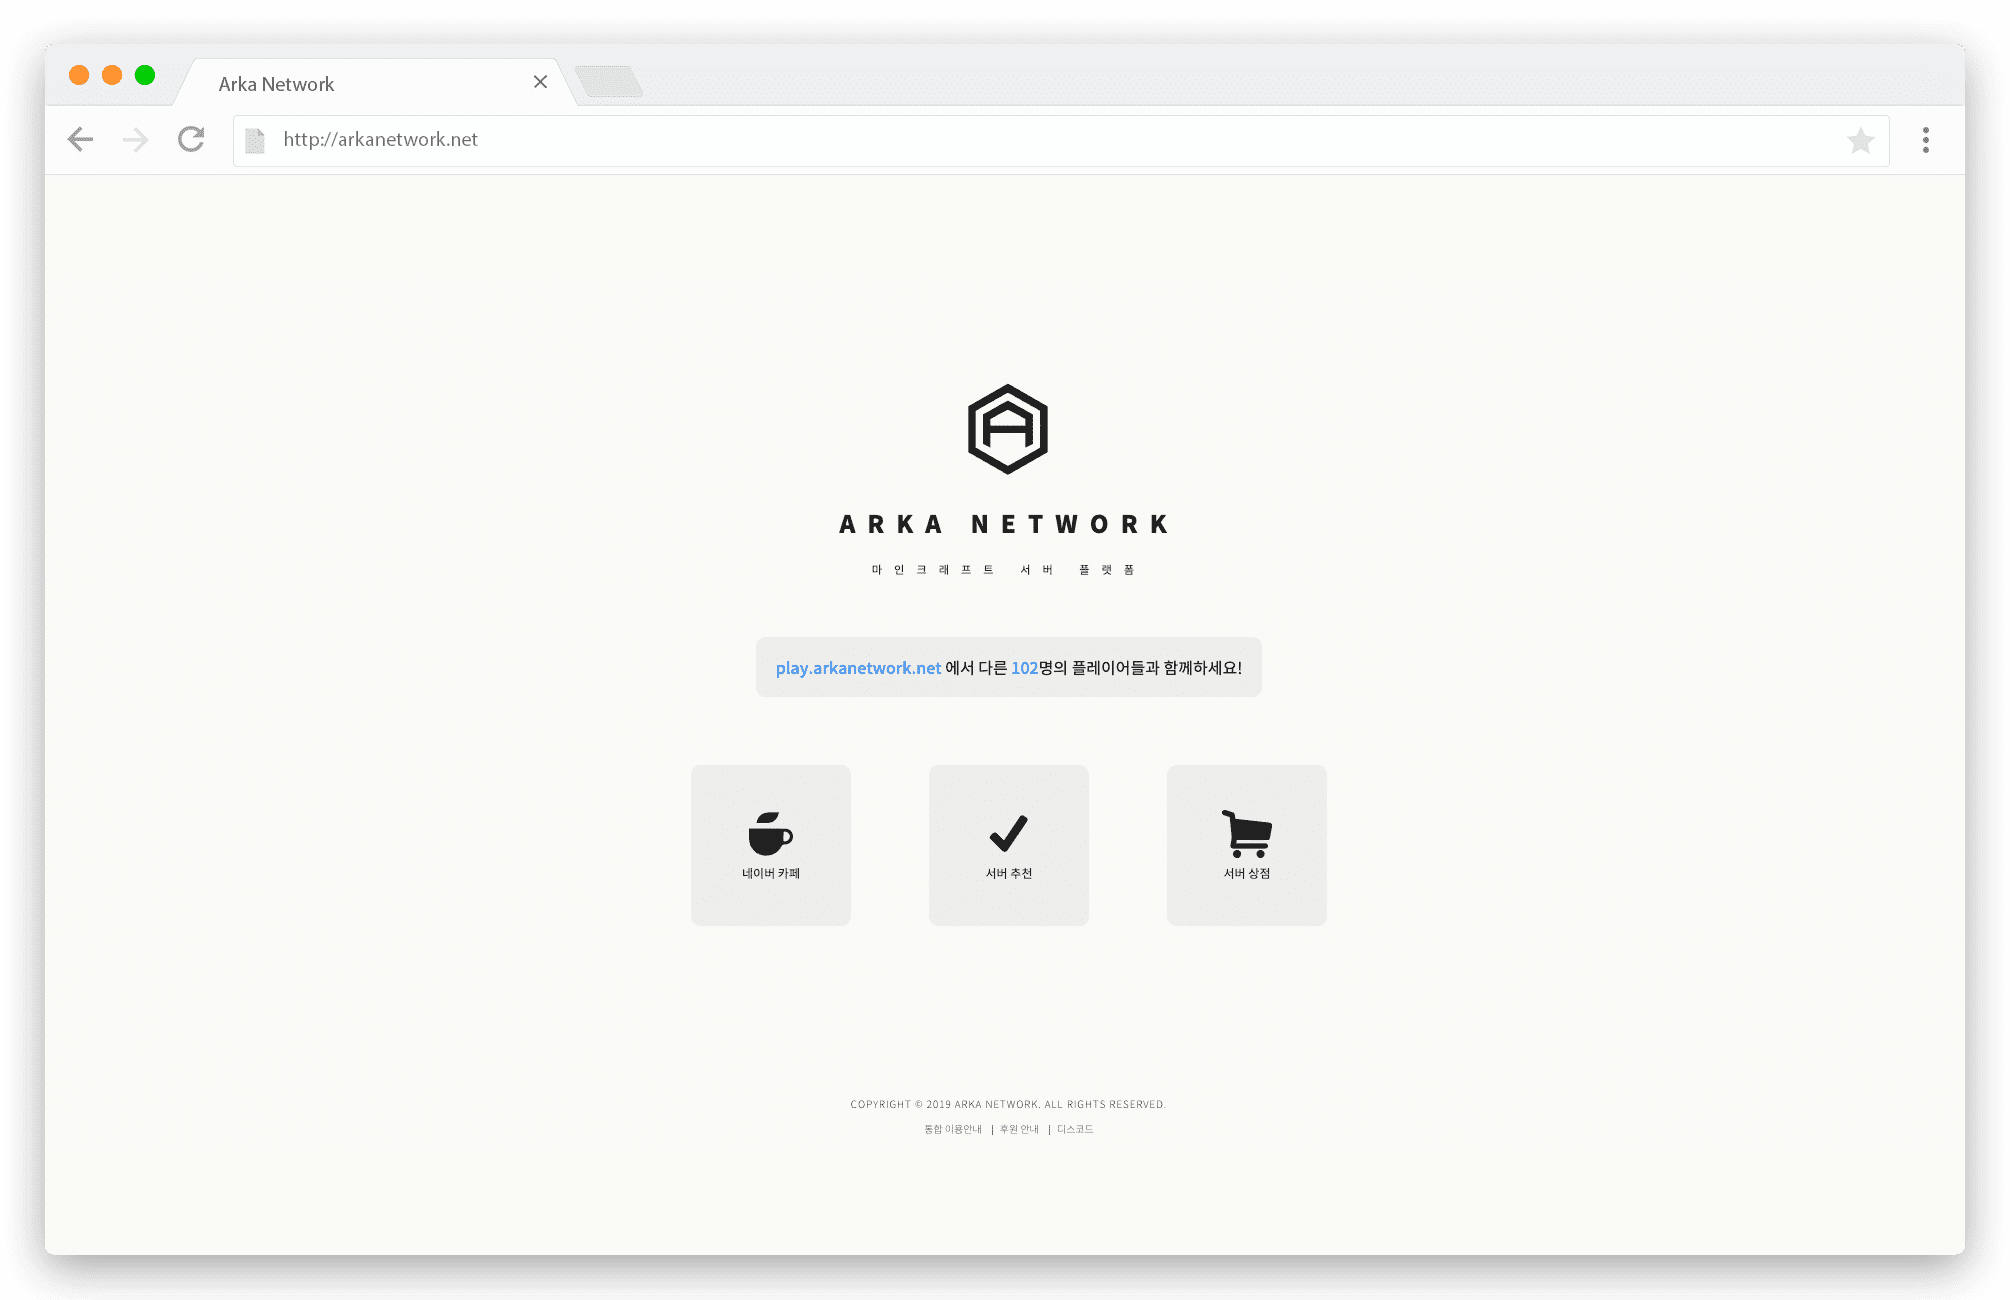 Arka Network
http://arkanetwork.net
ARKA NETWORK
마인크래프트 서버 플랫폼
play.arkanetwork.net 에서 다른 102명의 플레이어들과 함께하세요!
네이버 카페
서버 추천
서버 상점
COPYRIGHT © 2019 ARKA NETWORK. ALL RIGHTS RESERVED.
통합 이용안내 | 후원 안내 | 디스코드